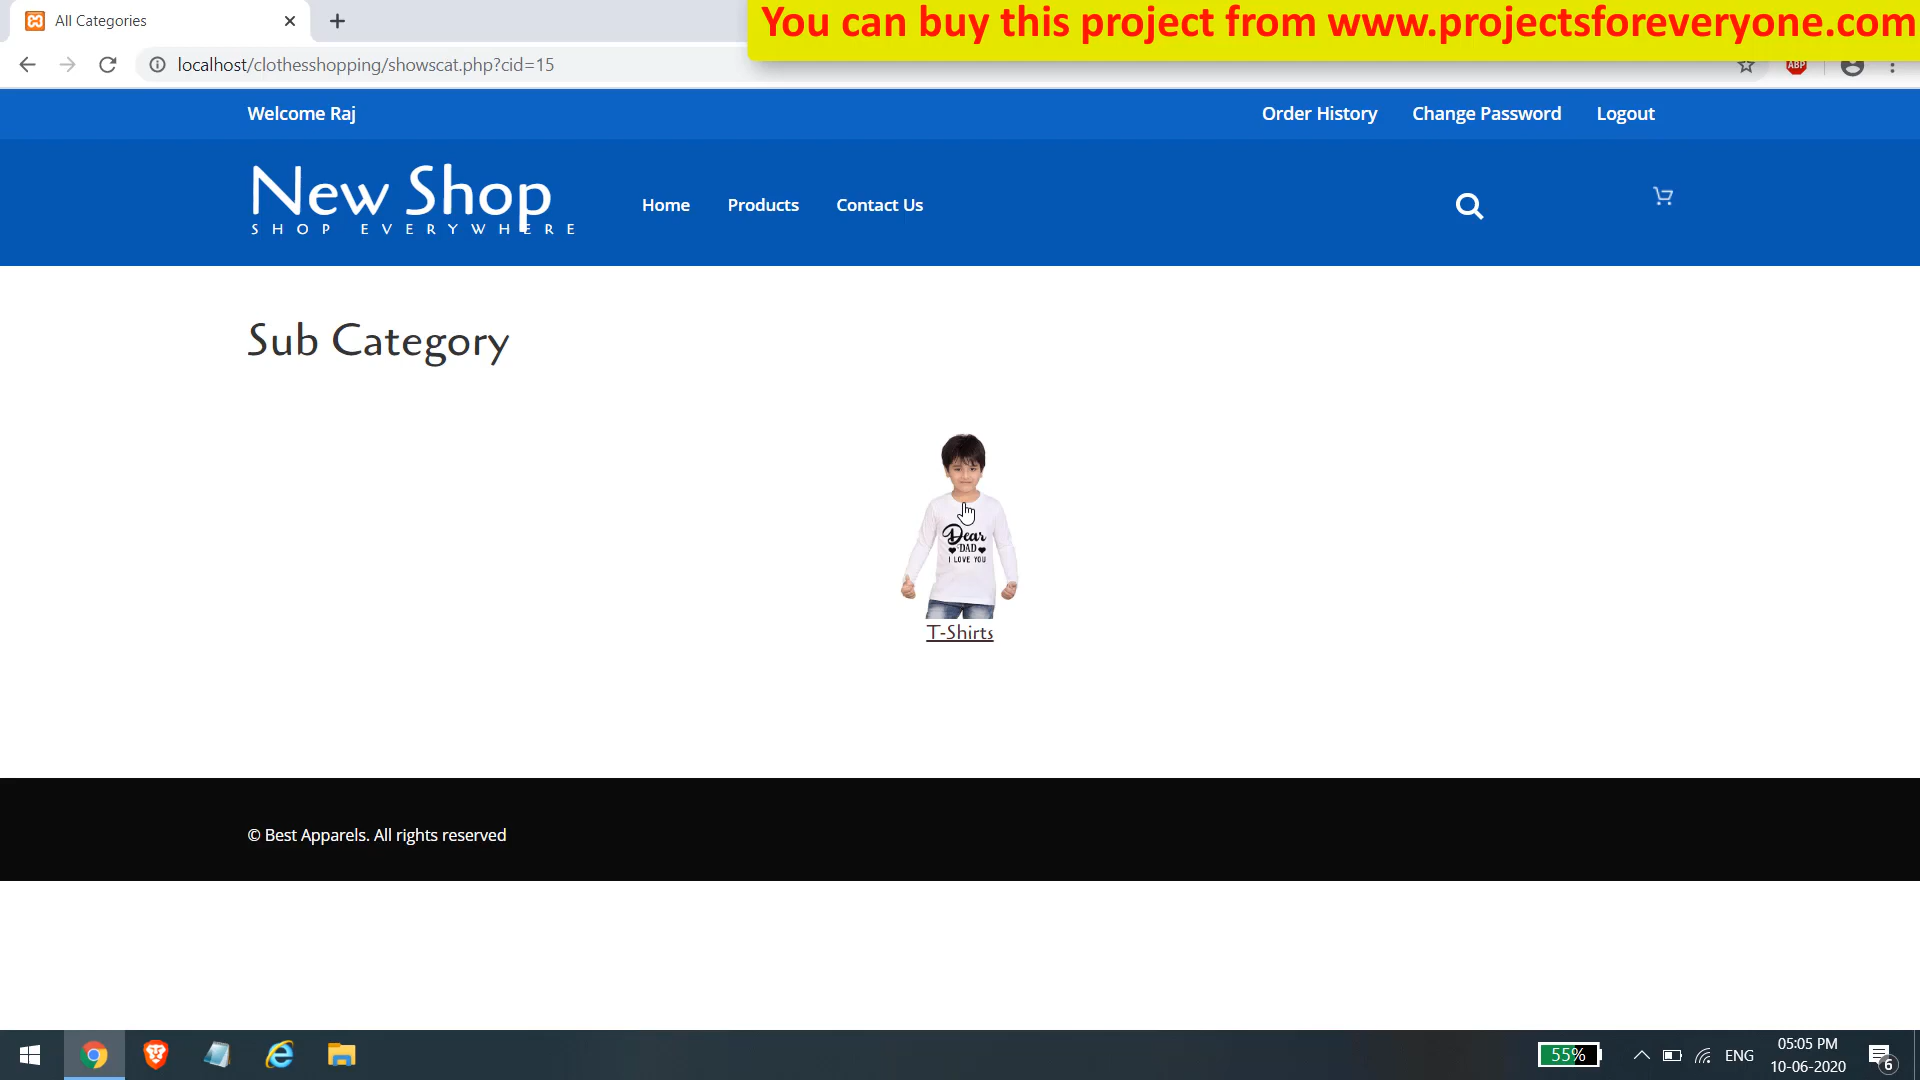 All Categories
You can buy this project from www.projectsforeveryone.com
localhost/clothesshopping/showscat.php?cid=15
ABP
Welcome Raj
Order History
Change Password
Logout
New Shop
SHOP EVERYWHERE
Home
Products
Contact Us
Sub Category
Dear
DAD
I LOVE YOU
T-Shirts
© Best Apparels. All rights reserved
55%
ENG
05:05 PM
10-06-2020
6